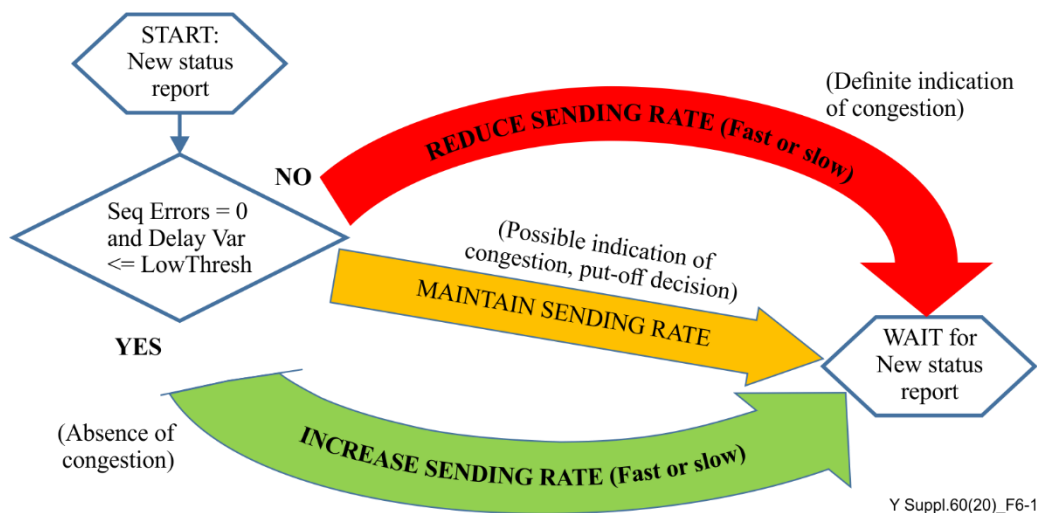 START:
New status
report
(Definite indication
of congestion)
REDUCE SENDING RATE (Fast or slow)
NO
Seq Errors = 0
and Delay Var
<= LowThresh
(Possible indication of
congestion, put-off decision)
MAINTAIN SENDING RATE
WAIT for
New status
report
YES
(Absence of
congestion)
INCREASE SENDING RATE (Fast or slow)
Y Suppl.60(20)_F6-1